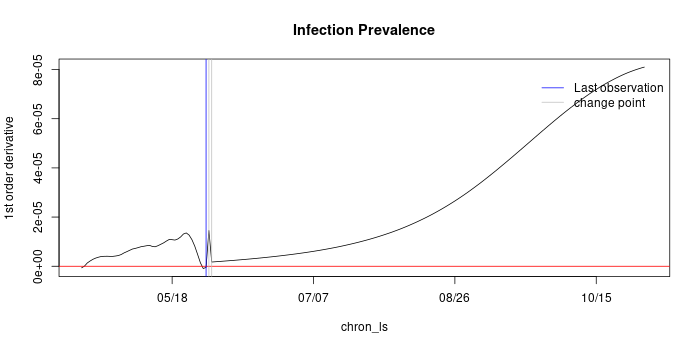 Infection Prevalence
1st order derivative
8e-05
6e-05
4e-05
2e-05
0e+00
Last observation
change point
05/18
07/07
08/26
10/15
chron_ls